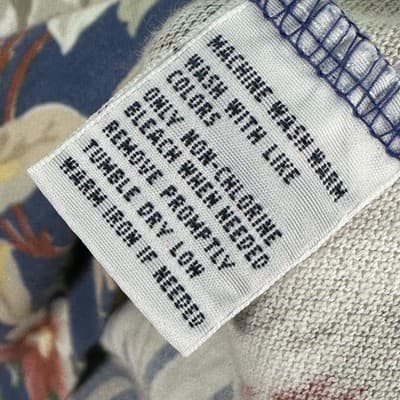 MACHINE WASH WARM
WASH WITH LIKE
COLORS
ONLY NON-CHLORINE
BLEACH WHEN NEEDED
REMOVE PROMPTLY
TUMBLE DRY LOW
WARM IRON IF NEEDED